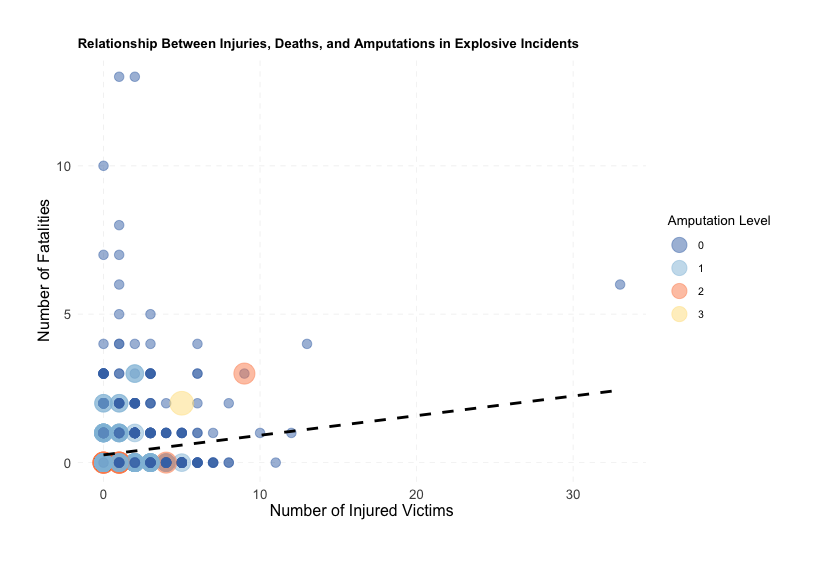 Relationship Between Injuries, Deaths, and Amputations in Explosive Incidents
10
5
0
Number of Fatalities
0 10 20 30
Number of Injured Victims
Amputation Level
0
1
2
3